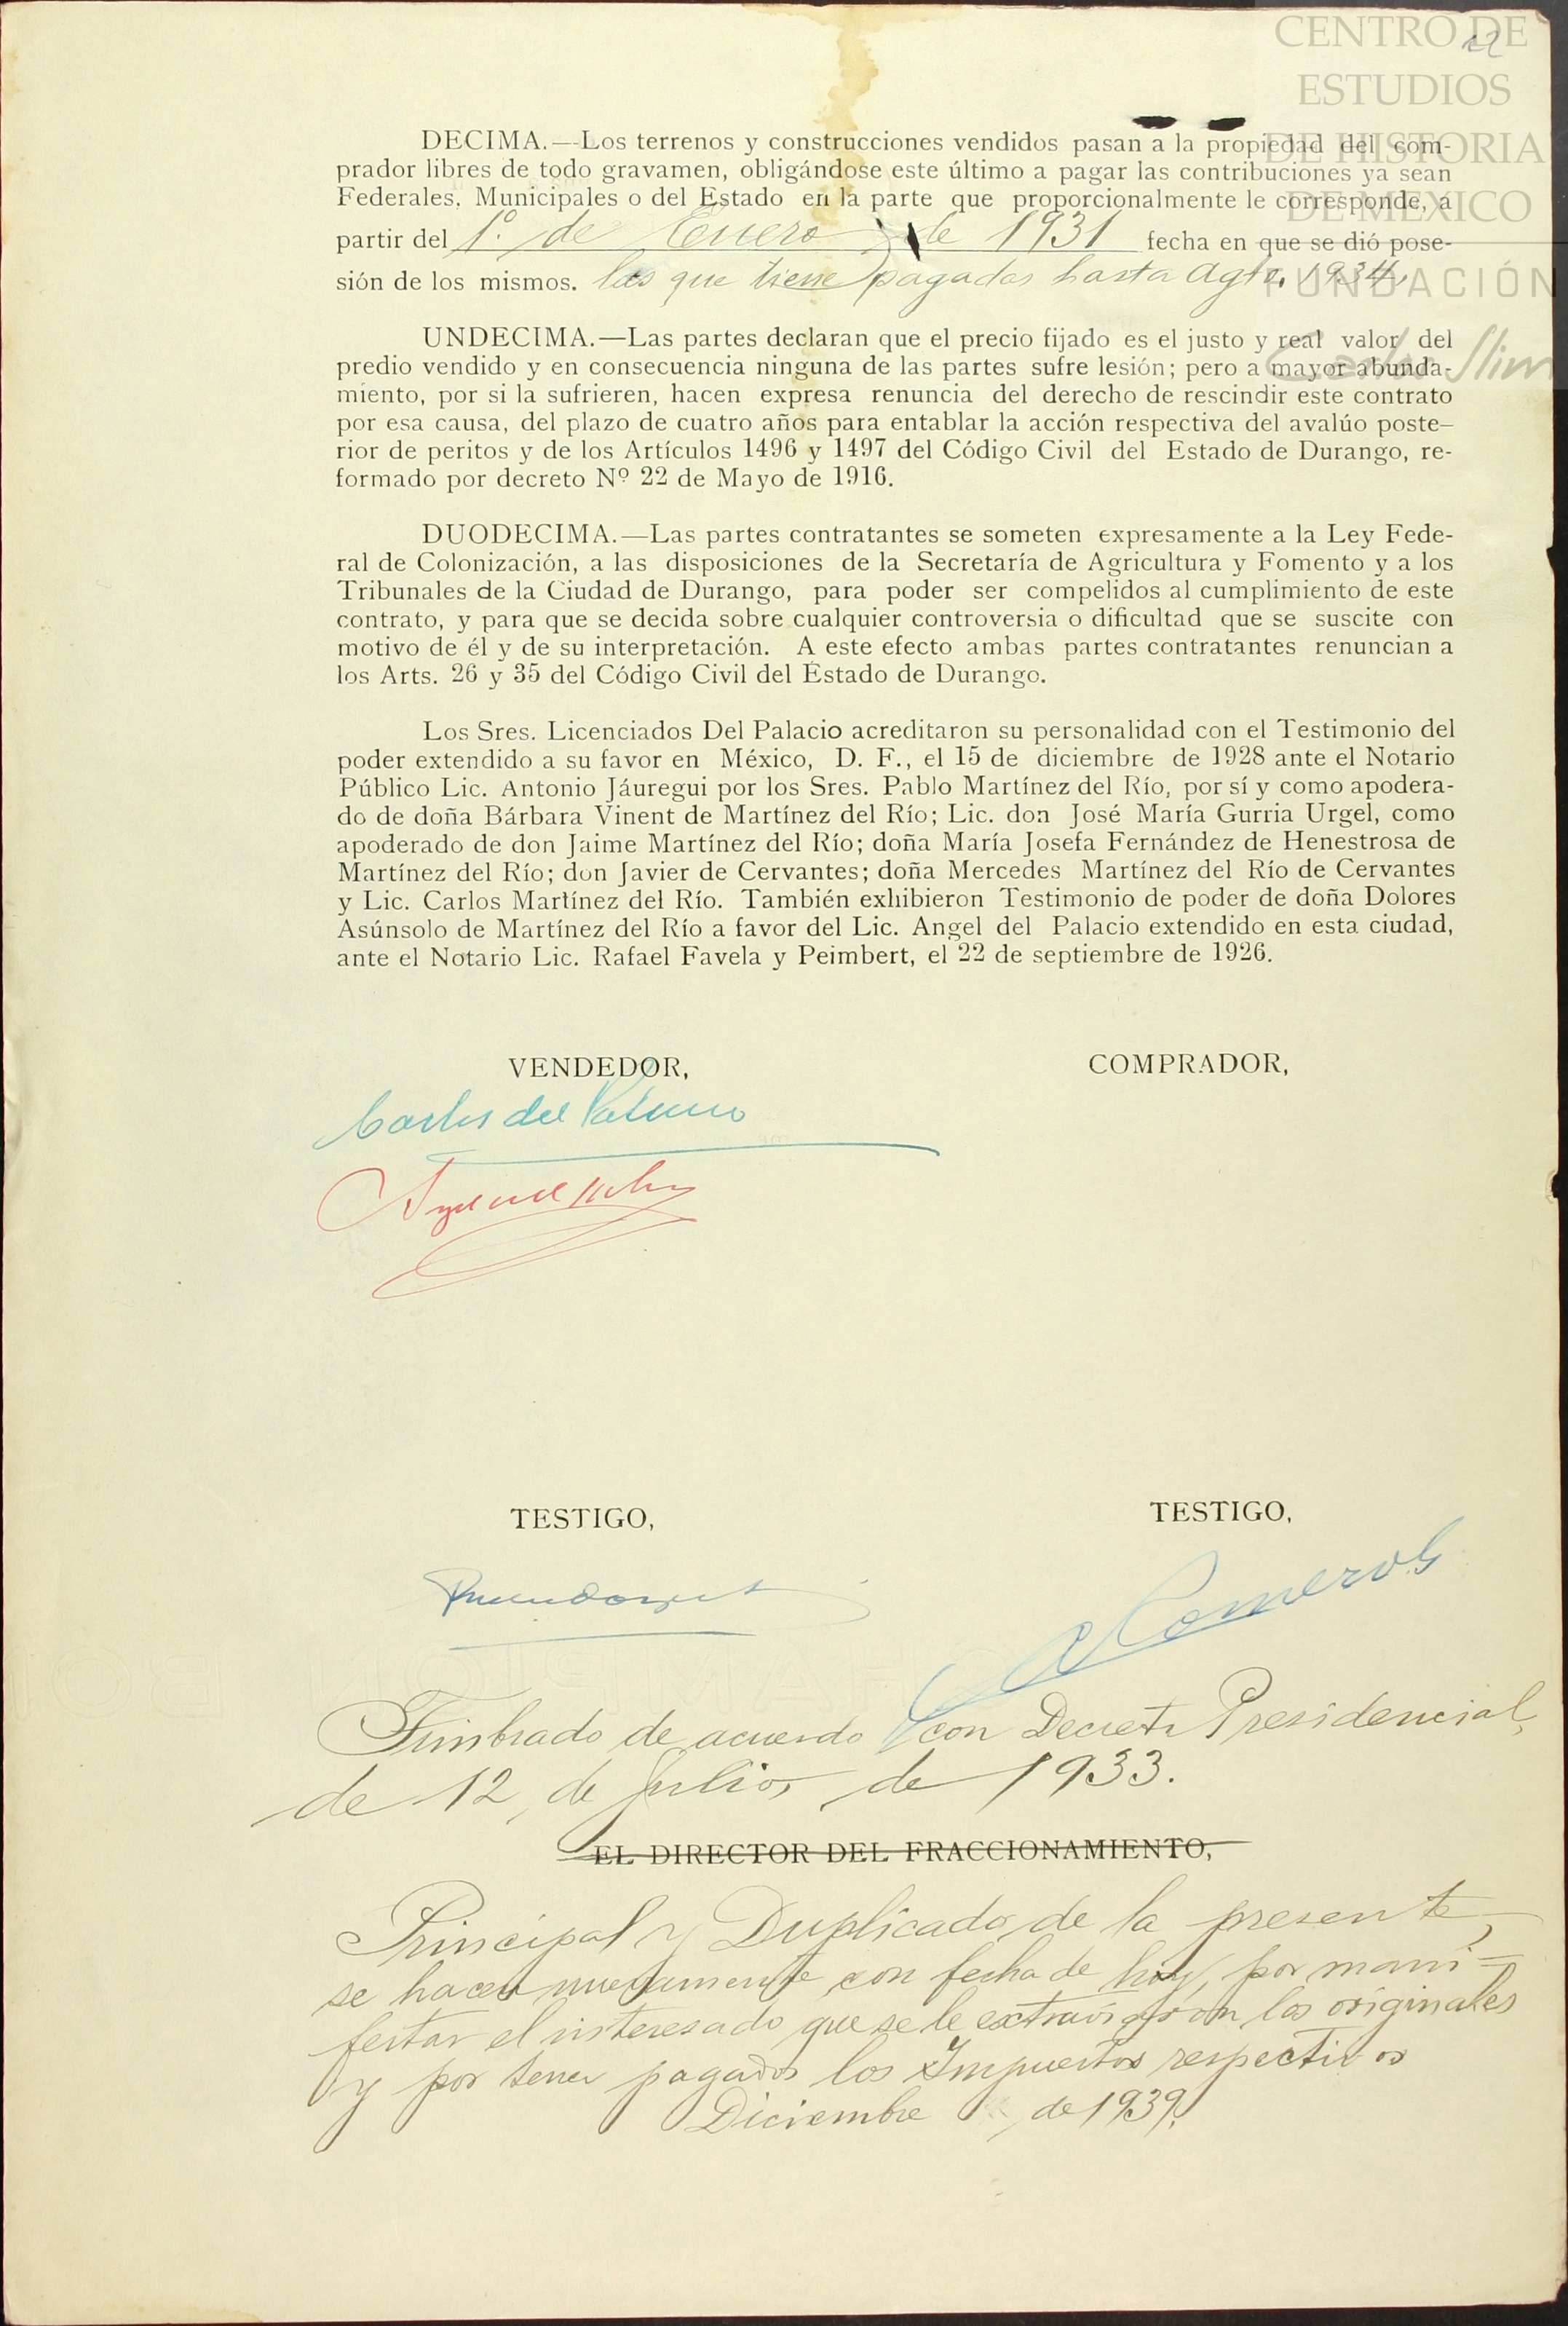 CENTRO DE
ESTUDIOS
DE HISTORIA
DE MEXICO
FUNDACIÓN
Carlos Slim
12
DECIMA.—Los terrenos y construcciones vendidos pasan a la propiedad del com-
prador libres de todo gravamen, obligándose este último a pagar las contribuciones ya sean
Federales, Municipales o del Estado en la parte que proporcionalmente le corresponde, a
partir del 1º. de Enero de 1931 fecha en que se dió pose-
sión de los mismos. las que tiene pagadas hasta Agto. 1934,
UNDECIMA.—Las partes declaran que el precio fijado es el justo y real valor del
predio vendido y en consecuencia ninguna de las partes sufre lesión; pero a mayor abunda-
miento, por si la sufrieren, hacen expresa renuncia del derecho de rescindir este contrato
por esa causa, del plazo de cuatro años para entablar la acción respectiva del avalúo poste-
rior de peritos y de los Artículos 1496 y 1497 del Código Civil del Estado de Durango, re-
formado por decreto Nº 22 de Mayo de 1916.
DUODECIMA.—Las partes contratantes se someten expresamente a la Ley Fede-
ral de Colonización, a las disposiciones de la Secretaría de Agricultura y Fomento y a los
Tribunales de la Ciudad de Durango, para poder ser compelidos al cumplimiento de este
contrato, y para que se decida sobre cualquier controversia o dificultad que se suscite con
motivo de él y de su interpretación. A este efecto ambas partes contratantes renuncian a
los Arts. 26 y 35 del Código Civil del Estado de Durango.
Los Sres. Licenciados Del Palacio acreditaron su personalidad con el Testimonio del
poder extendido a su favor en México, D. F., el 15 de diciembre de 1928 ante el Notario
Público Lic. Antonio Jáuregui por los Sres. Pablo Martínez del Río, por sí y como apodera-
do de doña Bárbara Vinent de Martínez del Río; Lic. don José María Gurria Urgel, como
apoderado de don Jaime Martínez del Río; doña María Josefa Fernández de Henestrosa de
Martínez del Río; don Javier de Cervantes; doña Mercedes Martínez del Río de Cervantes
y Lic. Carlos Martínez del Río. También exhibieron Testimonio de poder de doña Dolores
Asúnsolo de Martínez del Río a favor del Lic. Angel del Palacio extendido en esta ciudad,
ante el Notario Lic. Rafael Favela y Peimbert, el 22 de septiembre de 1926.
VENDEDOR,
COMPRADOR,
Carlos del Palacio
TESTIGO,
TESTIGO,
Timbrado de acuerdo con Decreto Presidencial,
de 12, de Julio, de 1933.
EL DIRECTOR DEL FRACCIONAMIENTO,
Principal y Duplicado, de la presente,
se hacen nuevamente con fecha de hoy, por mani-
festar el interesado que se le extraviaron los originales
y por tener pagados los Impuestos respectivos
Diciembre de 1939.